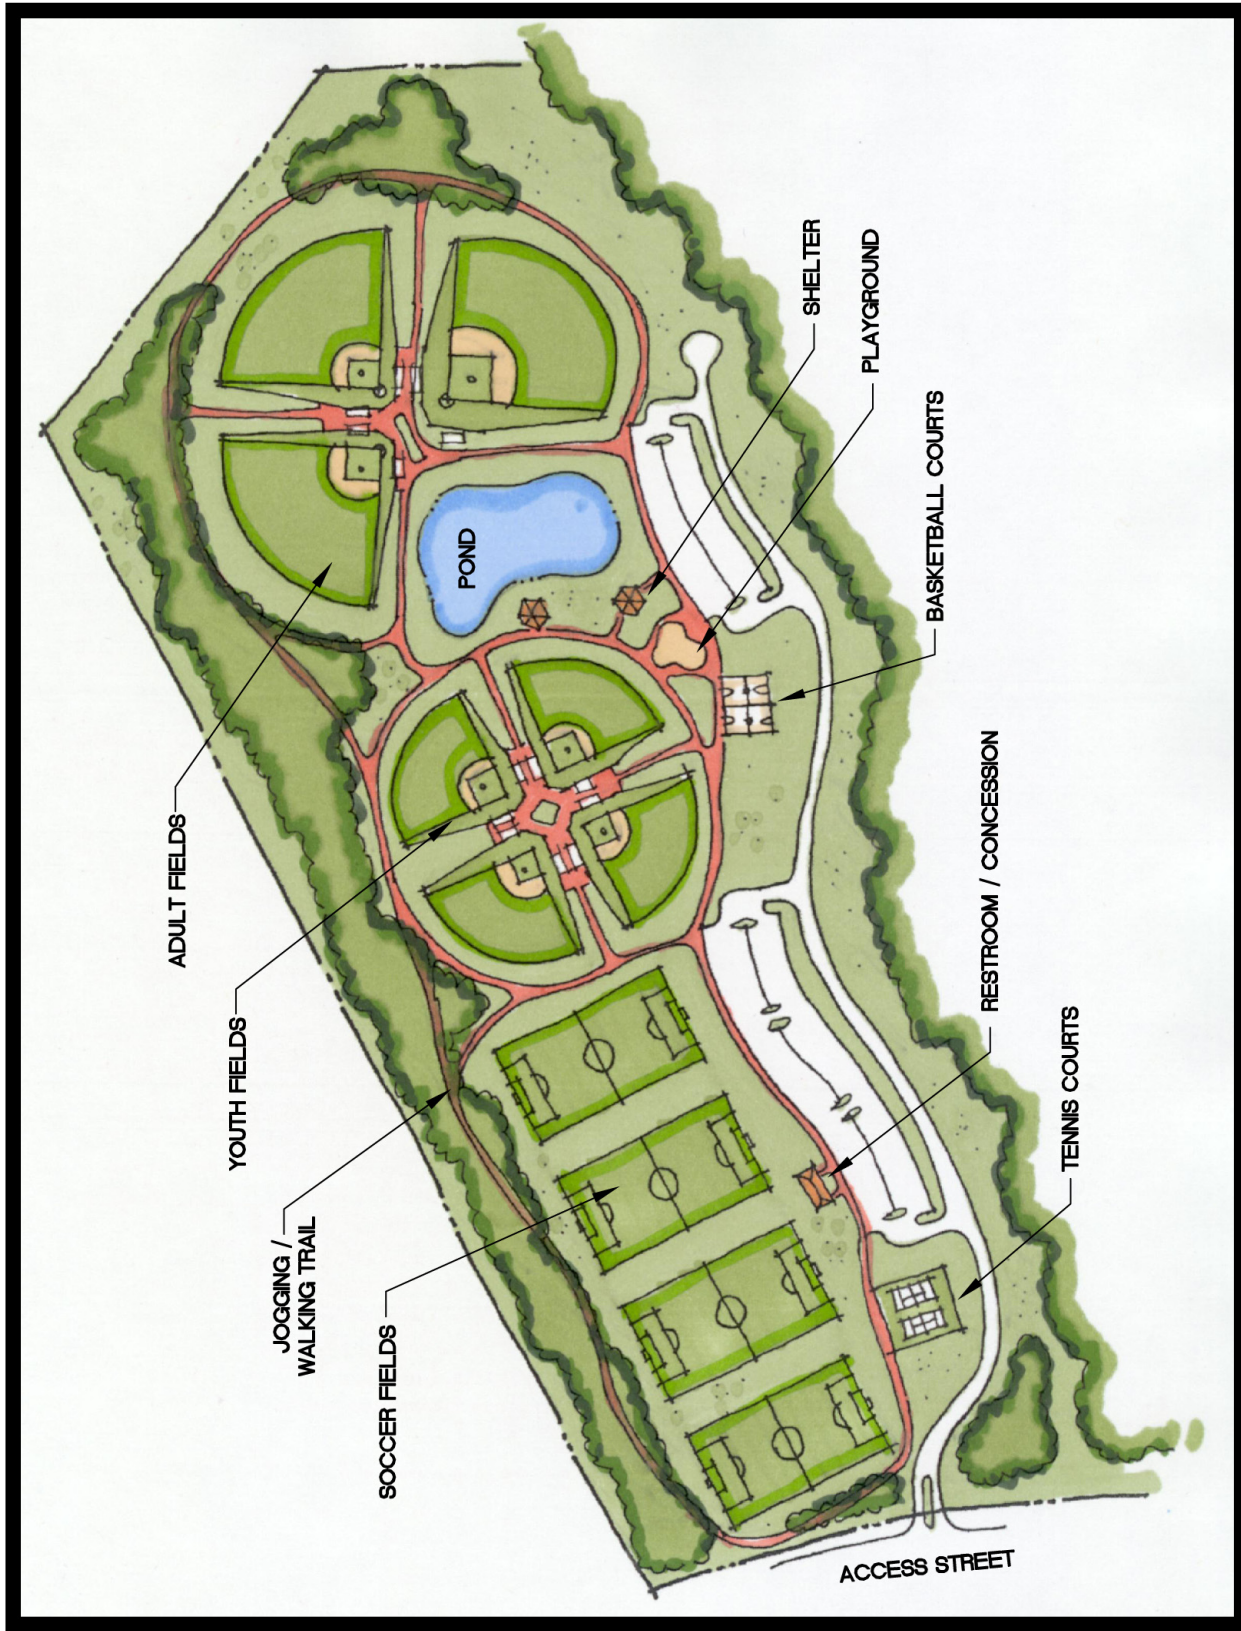 SHELTER
PLAYGROUND
BASKETBALL COURTS
POND
ADULT FIELDS
RESTROOM / CONCESSION
YOUTH FIELDS
TENNIS COURTS
JOGGING /
WALKING TRAIL
SOCCER FIELDS
ACCESS STREET